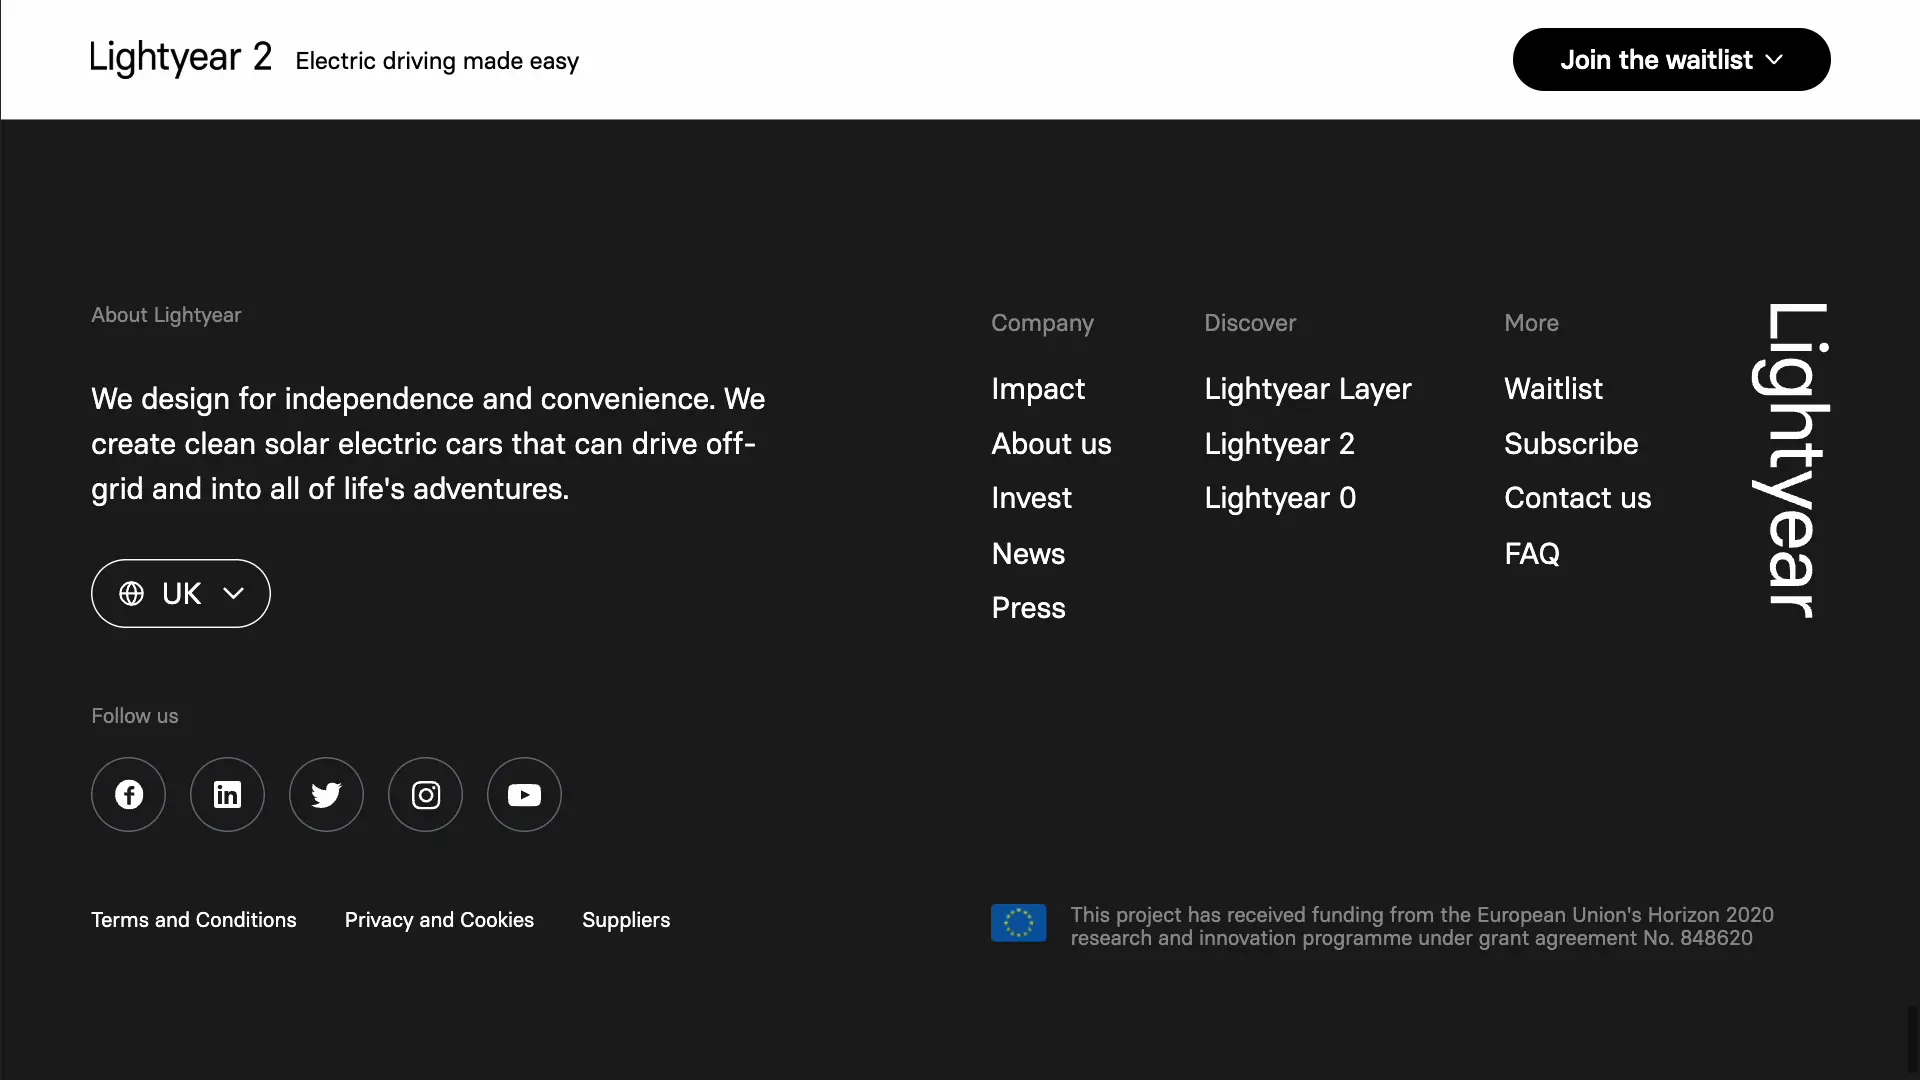 Lightyear 2
Electric driving made easy
Join the waitlist
About Lightyear
We design for independence and convenience. We
create clean solar electric cars that can drive off-
grid and into all of life's adventures.
UK
Follow us
Company
Impact
About us
Invest
News
Press
Discover
Lightyear Layer
Lightyear 2
Lightyear 0
More
Waitlist
Subscribe
Contact us
FAQ
Lightyear
Terms and Conditions
Privacy and Cookies
Suppliers
This project has received funding from the European Union's Horizon 2020
research and innovation programme under grant agreement No. 848620